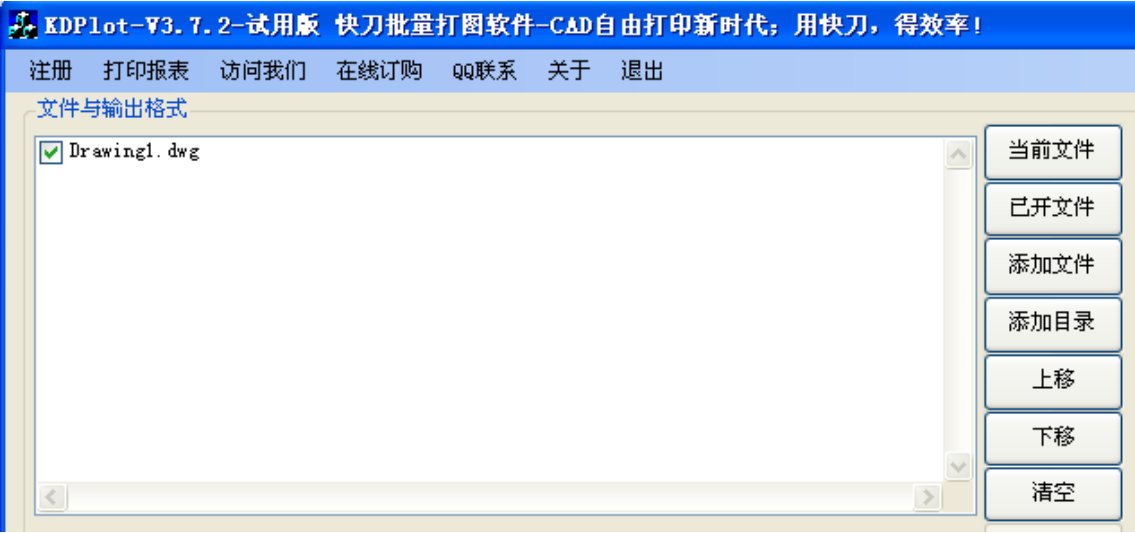 KDPlot-V3.7.2-试用版 快刀批量打图软件-CAD自由打印新时代；用快刀，得效率！
注册 打印报表 访问我们 在线订购 QQ联系 关于 退出
文件与输出格式
Drawing1.dwg
当前文件
已开文件
添加文件
添加目录
上移
下移
清空